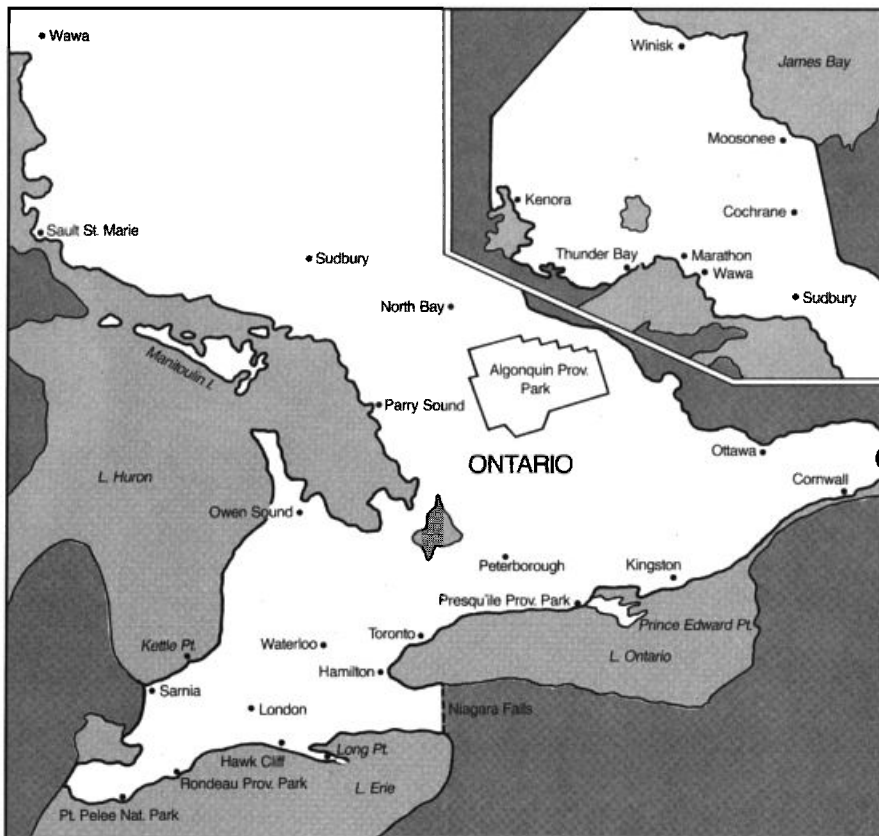 Wawa
Sault St. Marie
Sudbury
North Bay
Manitoulin I.
Parry Sound
Algonquin Prov.
Park
ONTARIO
L. Huron
Owen Sound
Ottawa
Cornwall
Peterborough
Kingston
Presqu'ile Prov. Park
Prince Edward Pt.
Kettle Pt.
Waterloo
Toronto
L. Ontario
Hamilton
Sarnia
London
Niagara Falls
Hawk Cliff
Long Pt.
Rondeau Prov. Park
L. Erie
Pt. Pelee Nat. Park
Winisk
James Bay
Moosonee
Kenora
Cochrane
Thunder Bay
Marathon
Wawa
Sudbury